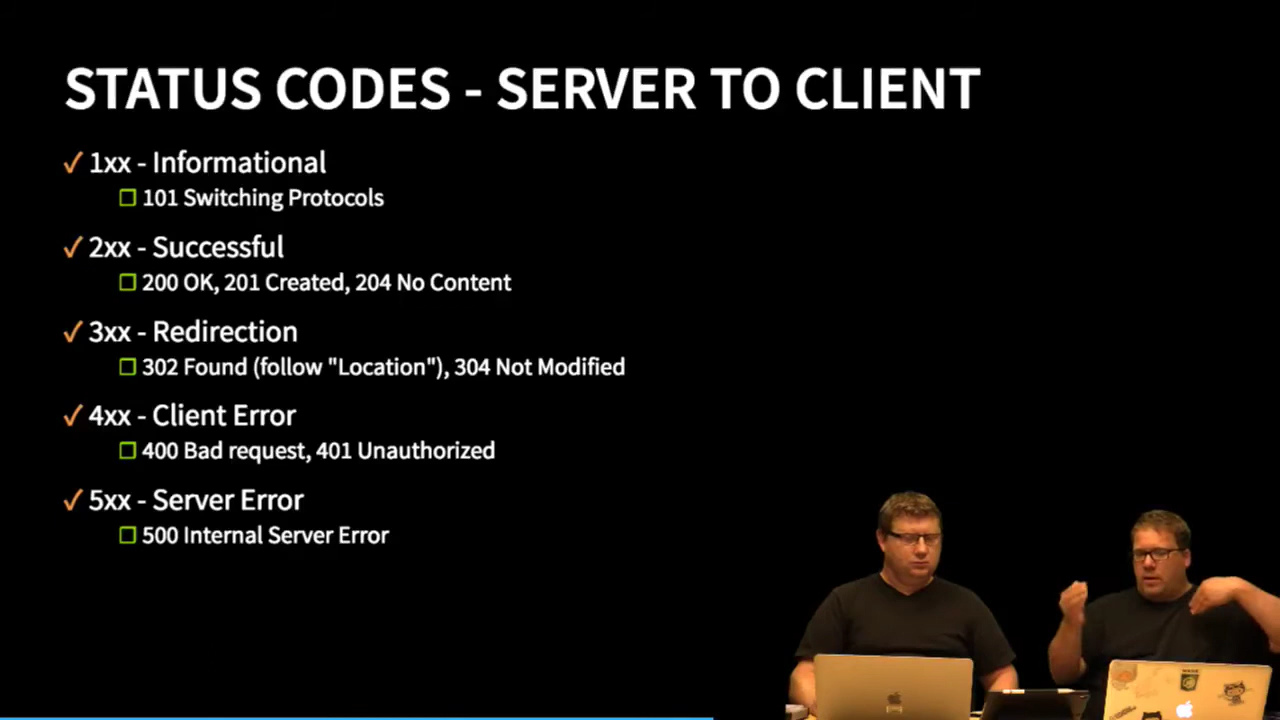 STATUS CODES - SERVER TO CLIENT
✓ 1xx - Informational
☐ 101 Switching Protocols
✓ 2xx - Successful
☐ 200 OK, 201 Created, 204 No Content
✓ 3xx - Redirection
☐ 302 Found (follow "Location"), 304 Not Modified
✓ 4xx - Client Error
☐ 400 Bad request, 401 Unauthorized
✓ 5xx - Server Error
☐ 500 Internal Server Error